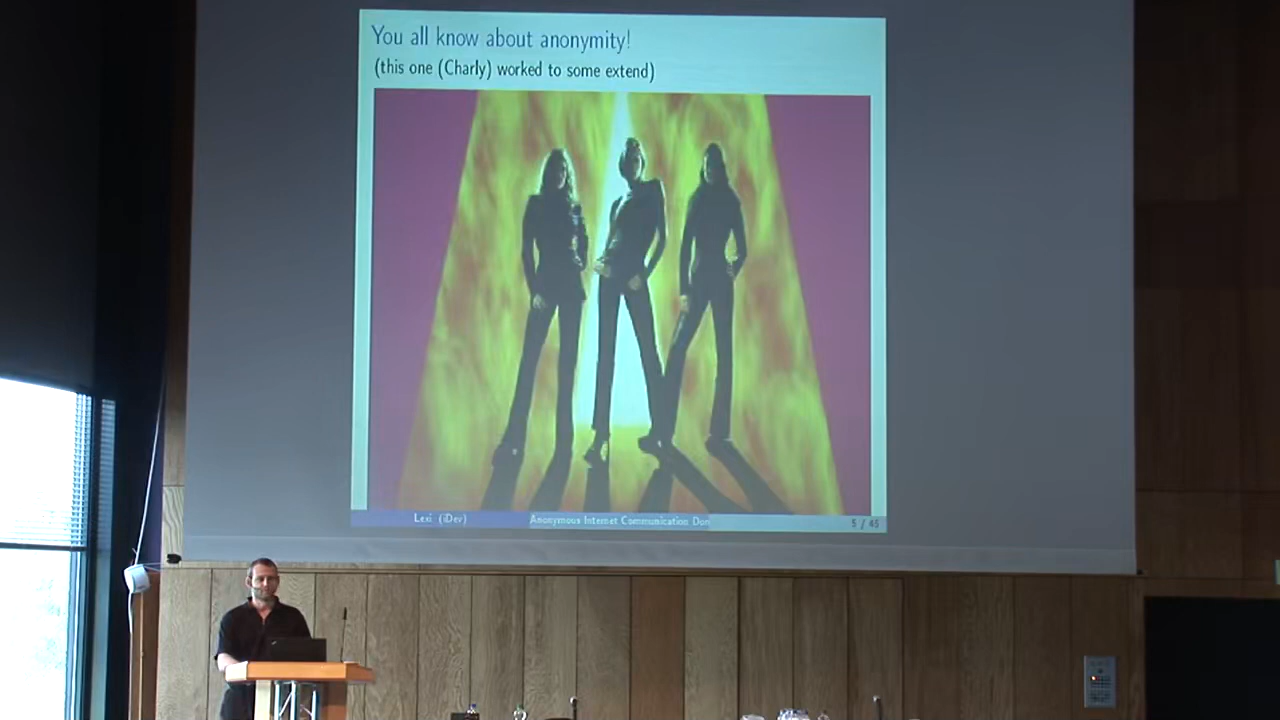 You all know about anonymity!
(this one (Charly) worked to some extend)
Lexi (iDev)
Anonymous Internet Communication Don
5 / 45